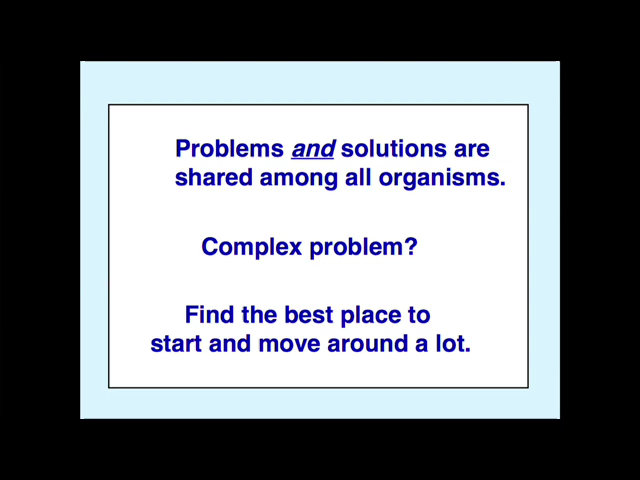 Problems and solutions are
shared among all organisms.
Complex problem?
Find the best place to
start and move around a lot.